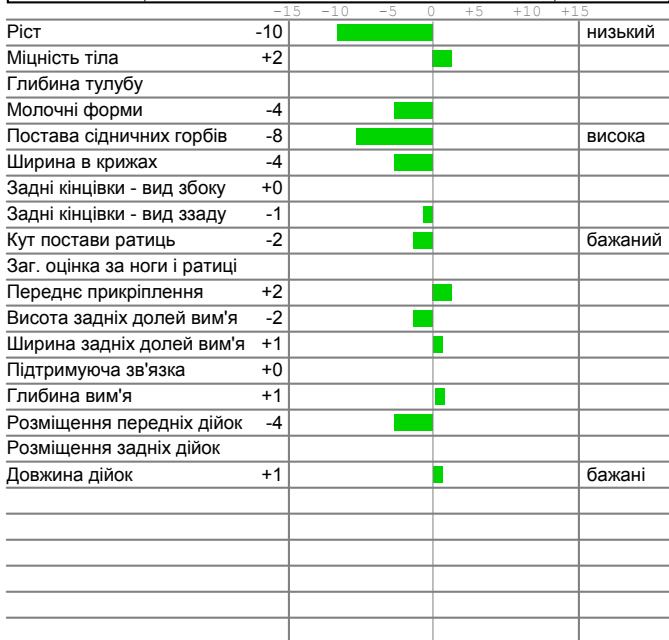 -15 -10 -5 0 +5 +10 +15
Ріст -10 низький
Міцність тіла +2
Глибина тулубу
Молочні форми -4
Постава сідничних горбів -8 висока
Ширина в крижах -4
Задні кінцівки - вид збоку +0
Задні кінцівки - вид ззаду -1
Кут постави ратиць -2 бажаний
Заг. оцінка за ноги і ратиці
Переднє прикріплення +2
Висота задніх долей вим'я -2
Ширина задніх долей вим'я +1
Підтримуюча зв'язка +0
Глибина вим'я +1
Розміщення передніх дійок -4
Розміщення задніх дійок
Довжина дійок +1 бажані